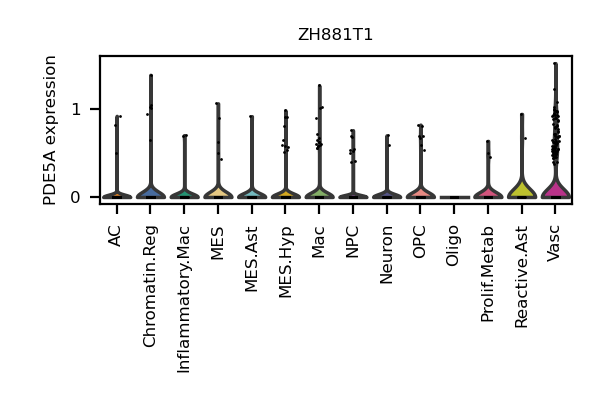 ZH881T1
PDE5A expression
1
0
AC
Chromatin.Reg
Inflammatory.Mac
MES
MES.Ast
MES.Hyp
Mac
NPC
Neuron
OPC
Oligo
Prolif.Metab
Reactive.Ast
Vasc